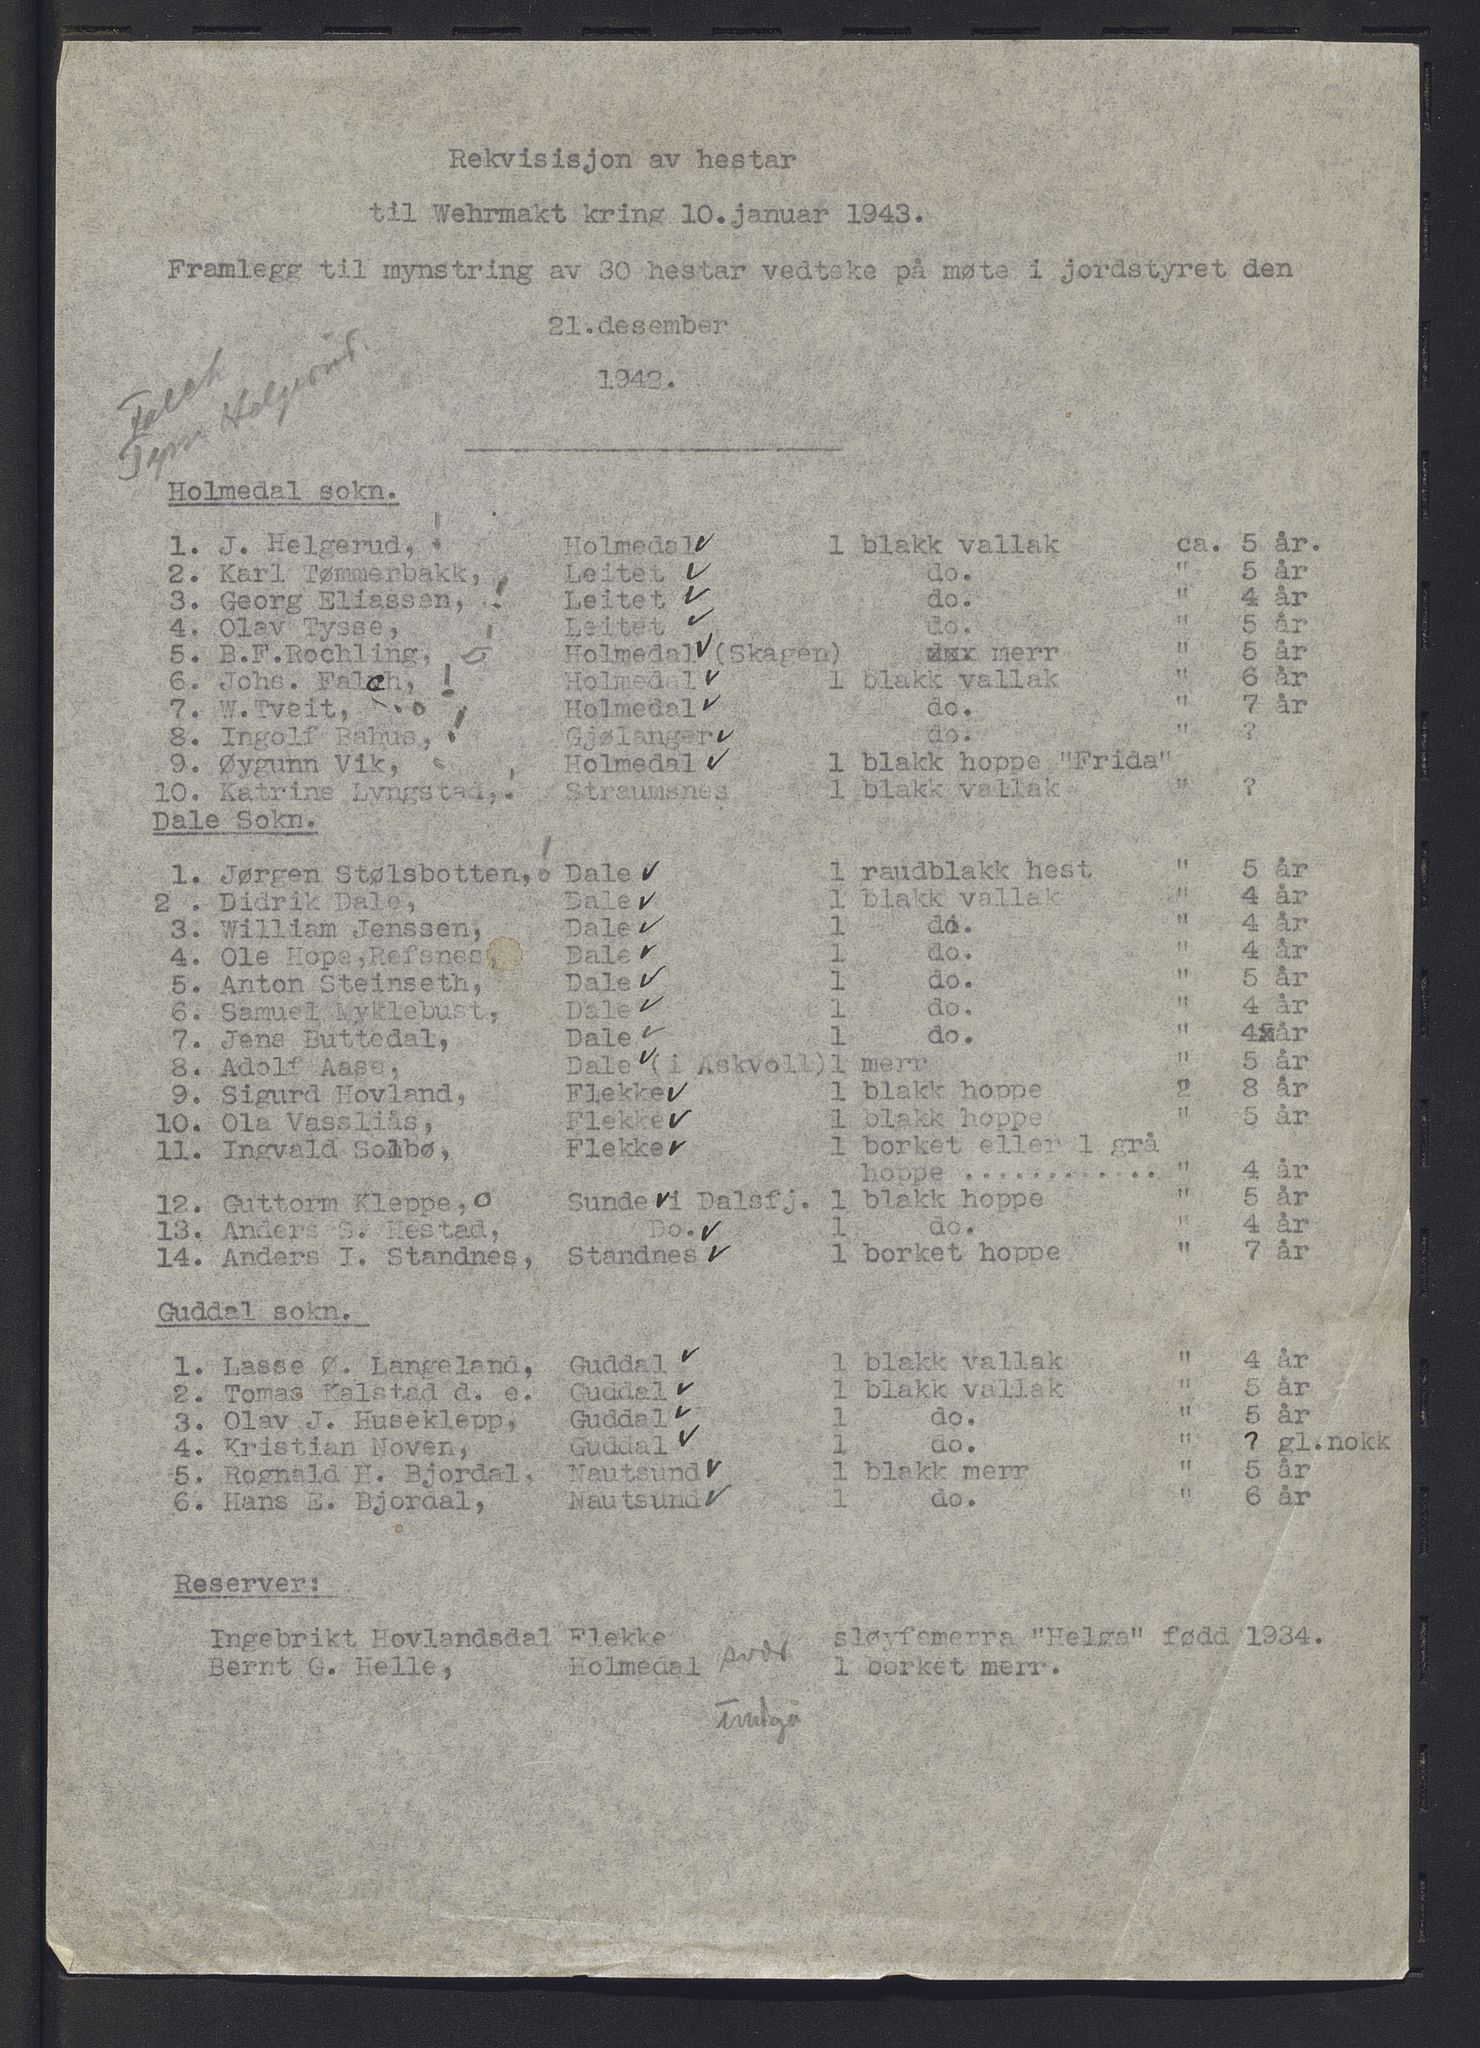 Rekvisisjon av hestar
til Wehrmakt kring 10.januar 1943.
Framlegg til mynstring av 30 hestar vedteke på møte i jordstyret den
21.desember
1942.
Falch
Helgerud.
Holmedal sokn.
1. J. Helgerud, ! Holmedal ✓ 1 blakk vallak ca. 5 år.
2. Karl Tømmerbakk, ! Leitet ✓ do. " 5 år
3. Georg Eliassen, ! Leitet ✓ do. " 4 år
4. Olav Tysse, ! Leitet ✓ do. " 5 år
5. B.F.Rochling, o Holmedal ✓ (Skagen) merr " 5 år
6. Johs. Falch, ! Holmedal ✓ 1 blakk vallak " 6 år
7. W.Tveit, o Holmedal ✓ do. " 7 år
8. Ingolf Bahus, ! Gjølanger ✓ do. " ?
9. Øygunn Vik, Holmedal ✓ 1 blakk hoppe "Frida"
10. Katrine Lyngstad, ! Straumsnes 1 blakk vallak " ?
Dale Sokn.
1. Jørgen Stølsbotten, ! Dale ✓ 1 raudblakk hest " 5 år
2 . Didrik Dale, Dale ✓ 1 blakk vallak " 4 år
3. William Jenssen, Dale ✓ 1 do. " 4 år
4. Ole Hope,Refsnes, Dale ✓ 1 do. " 4 år
5. Anton Steinseth, Dale ✓ 1 do. " 5 år
6. Samuel Myklebust, Dale ✓ 1 do. " 4 år
7. Jens Buttedal, Dale ✓ 1 do. " 4 år
8. Adolf Aase, Dale ✓ (i Askvoll) 1 merr " 5 år
9. Sigurd Hovland, Flekke ✓ 1 blakk hoppe 2 8 år
10. Ola Vassliås, Flekke ✓ 1 blakk hoppe " 5 år
11. Ingvald Solbø, Flekke ✓ 1 borket eller 1 grå
hoppe ............ " 4 år
12. Guttorm Kleppe, o Sunde ✓ i Dalsfj. 1 blakk hoppe " 5 år
13. Anders S. Hestad, Do. ✓ 1 do. " 4 år
14. Anders I. Standnes, Standnes ✓ 1 borket hoppe " 7 år
Guddal sokn.
1. Lasse Ø. Langeland, Guddal ✓ 1 blakk vallak " 4 år
2. Tomas Kalstad d. e. Guddal ✓ 1 blakk vallak " 5 år
3. Olav J. Huseklepp, Guddal ✓ 1 do. " 5 år
4. Kristian Noven, Guddal ✓ 1 do. " ? gl.nokk
5. Rognald H. Bjordal, Nautsund ✓ 1 blakk merr " 5 år
6. Hans E. Bjordal, Nautsund ✓ 1 do. " 6 år
Reserver:
Ingebrikt Hovlandsdal Flekke sløyfemerra "Helga" fødd 1934.
Bernt G. Helle, Holmedal svær 1 borket merr.